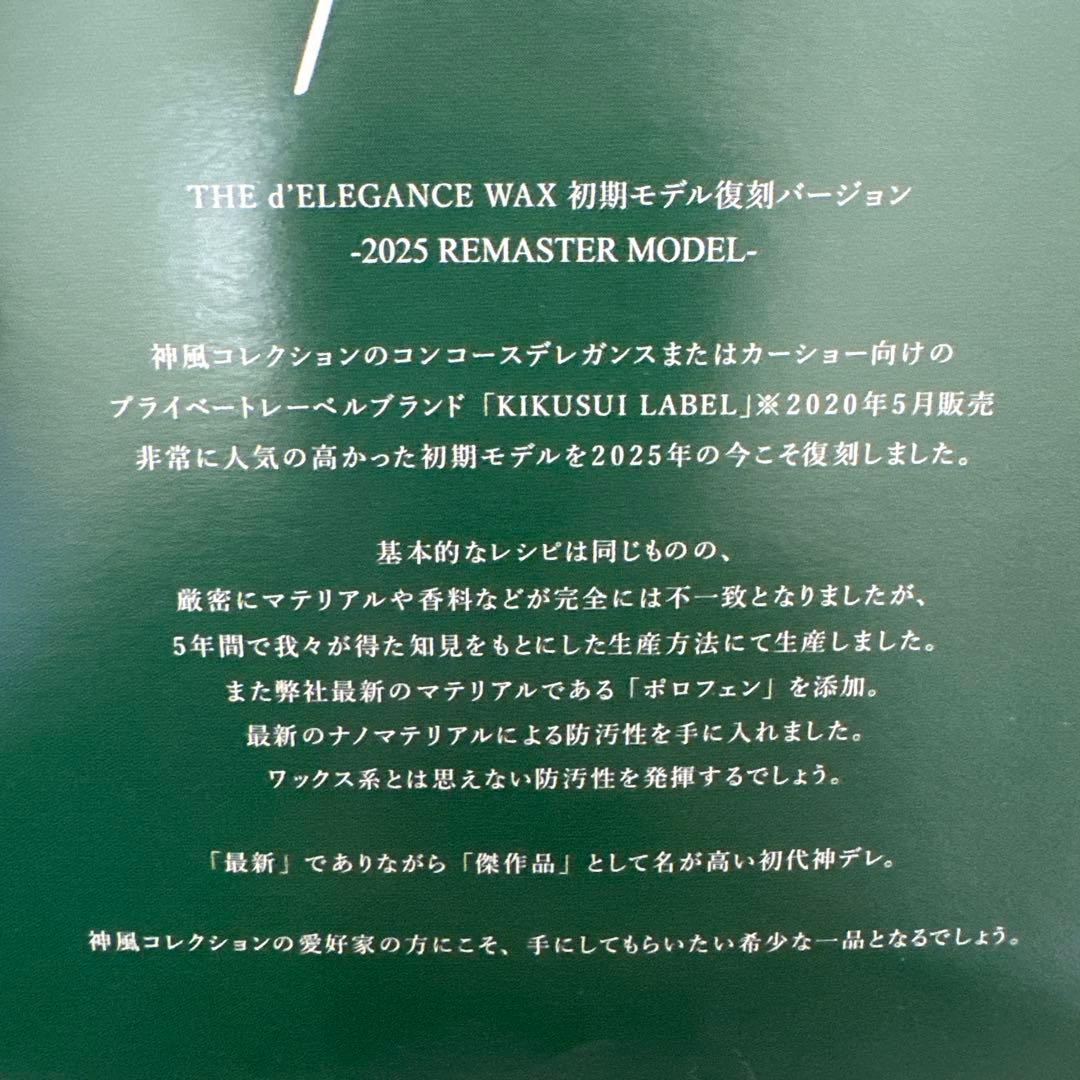 THE d'ELEGANCE WAX 初期モデル復刻バージョン
-2025 REMASTER MODEL-
神風コレクションのコンコースデレガンスまたはカーショー向けの
プライベートレーベルブランド「KIKUSUI LABEL」※2020年5月販売
非常に人気の高かった初期モデルを2025年の今こそ復刻しました。
基本的なレシピは同じものの、
厳密にマテリアルや香料などが完全には不一致となりましたが、
5年間で我々が得た知見をもとにした生産方法にて生産しました。
また弊社最新のマテリアルである「ポロフェン」を添加。
最新のナノマテリアルによる防汚性を手に入れました。
ワックス系とは思えない防汚性を発揮するでしょう。
「最新」でありながら「傑作品」として名が高い初代神デレ。
神風コレクションの愛好家の方にこそ、手にしてもらいたい希少な一品となるでしょう。